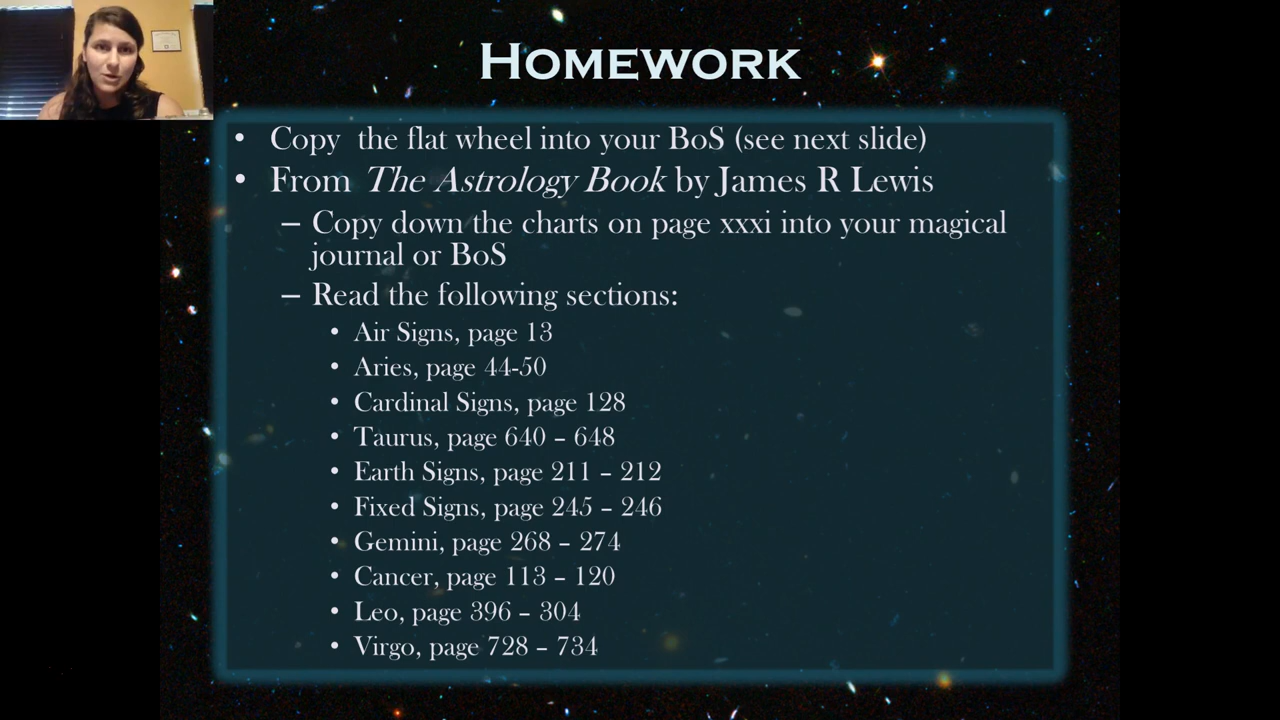 HOMEWORK
• Copy the flat wheel into your BoS (see next slide)
• From The Astrology Book by James R Lewis
– Copy down the charts on page xxxi into your magical
journal or BoS
– Read the following sections:
• Air Signs, page 13
• Aries, page 44-50
• Cardinal Signs, page 128
• Taurus, page 640 – 648
• Earth Signs, page 211 – 212
• Fixed Signs, page 245 – 246
• Gemini, page 268 – 274
• Cancer, page 113 – 120
• Leo, page 396 – 304
• Virgo, page 728 – 734